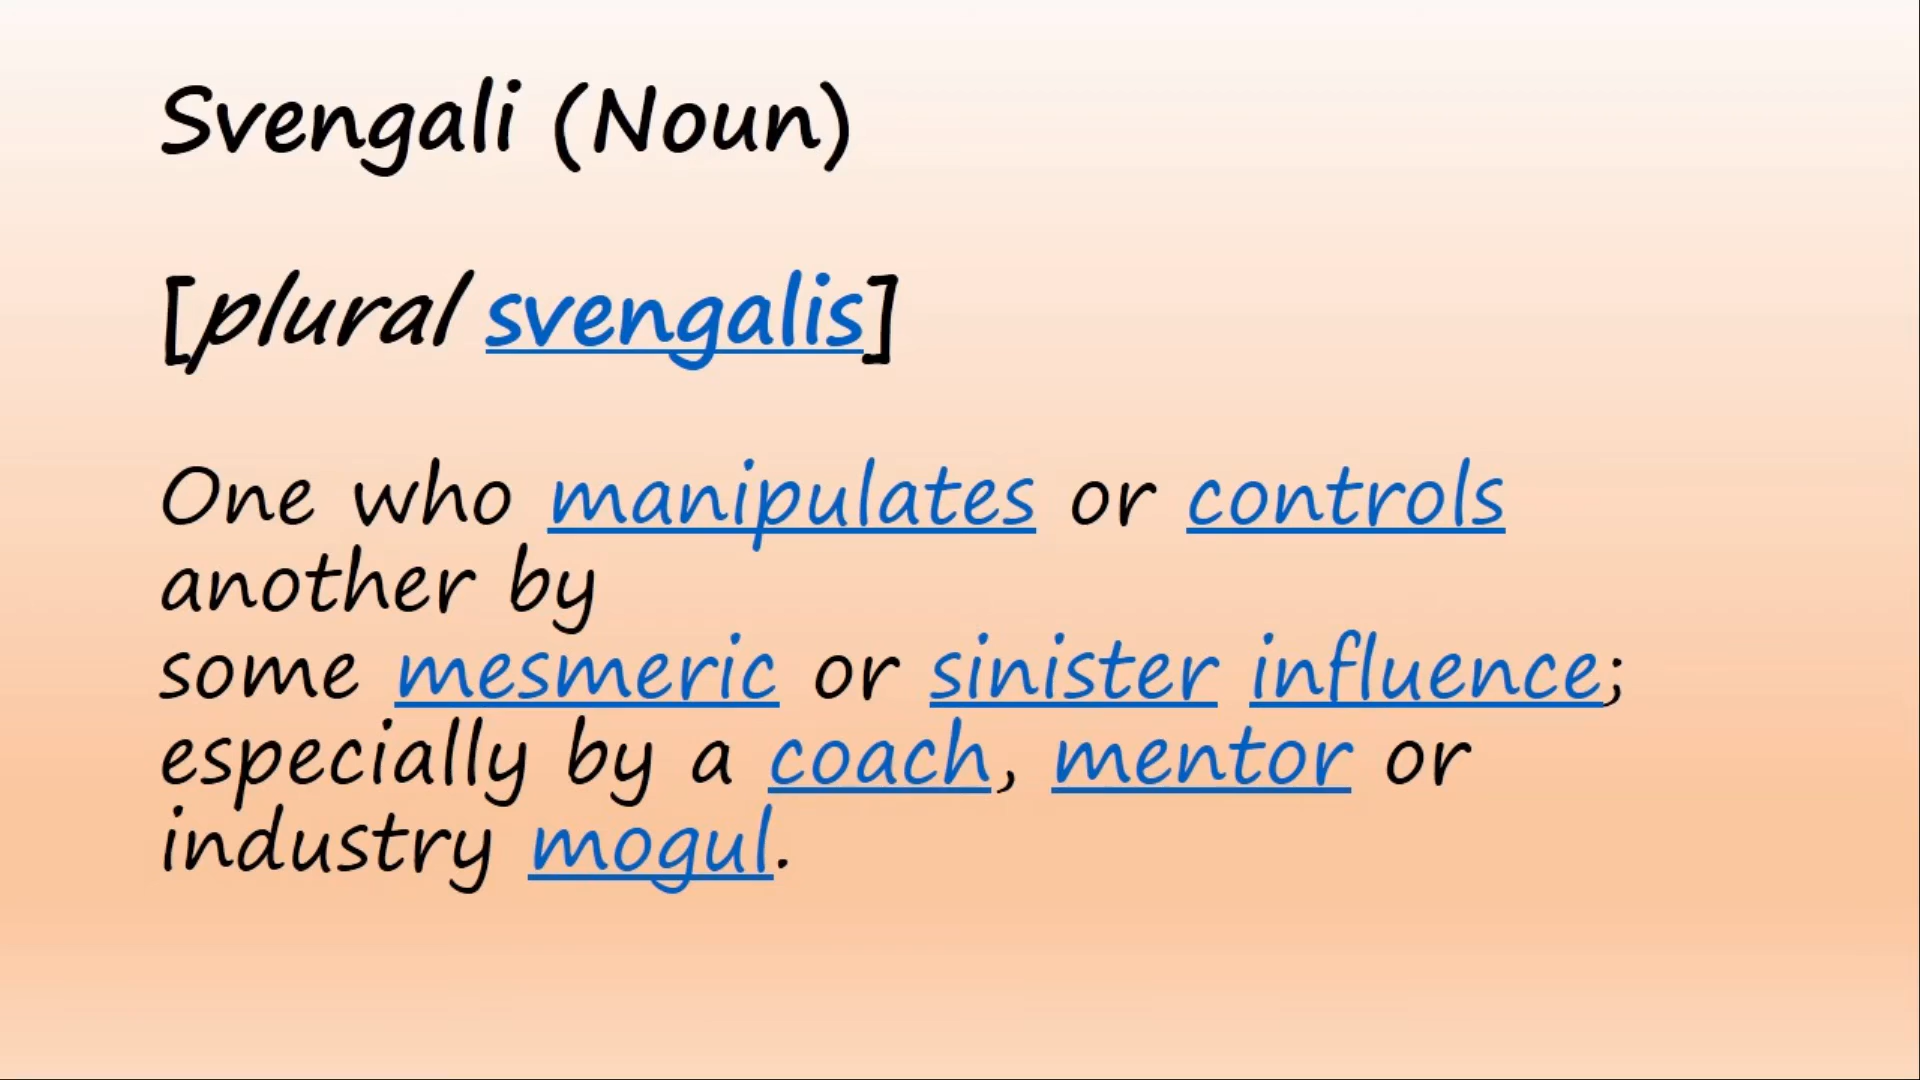 Svengali (Noun)
[plural svengalis]
One who manipulates or controls
another by
some mesmeric or sinister influence;
especially by a coach, mentor or
industry mogul.